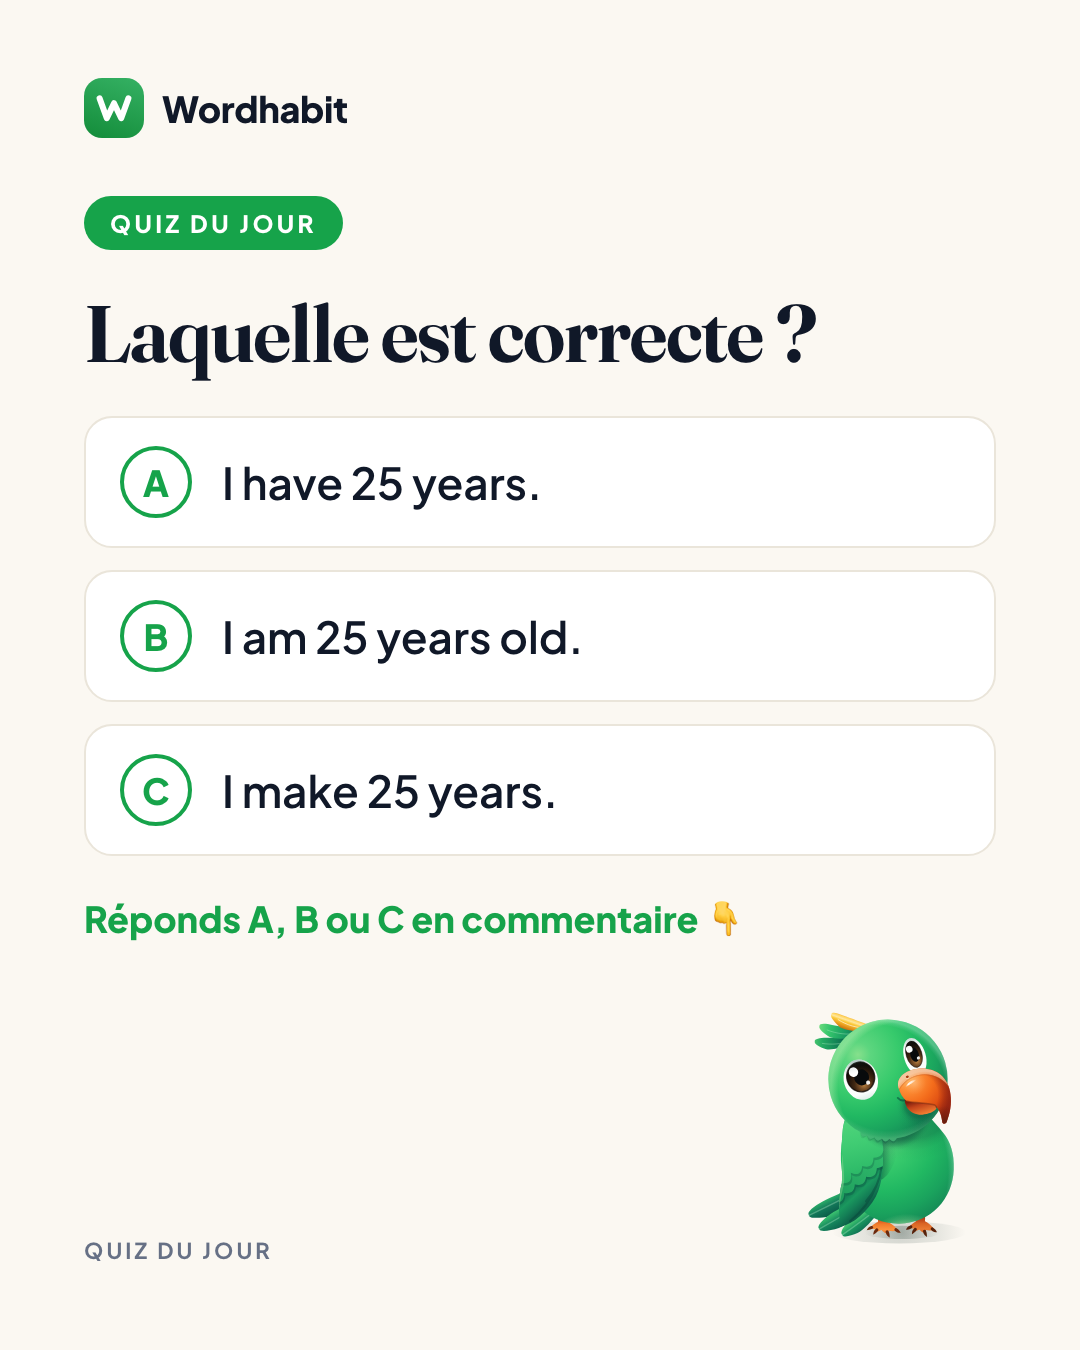 Wordhabit
QUIZ DU JOUR
Laquelle est correcte ?
A I have 25 years.
B I am 25 years old.
C I make 25 years.
Réponds A, B ou C en commentaire 👇
QUIZ DU JOUR